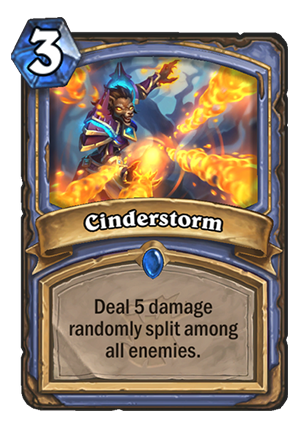 3
Cinderstorm
Deal 5 damage
randomly split among
all enemies.